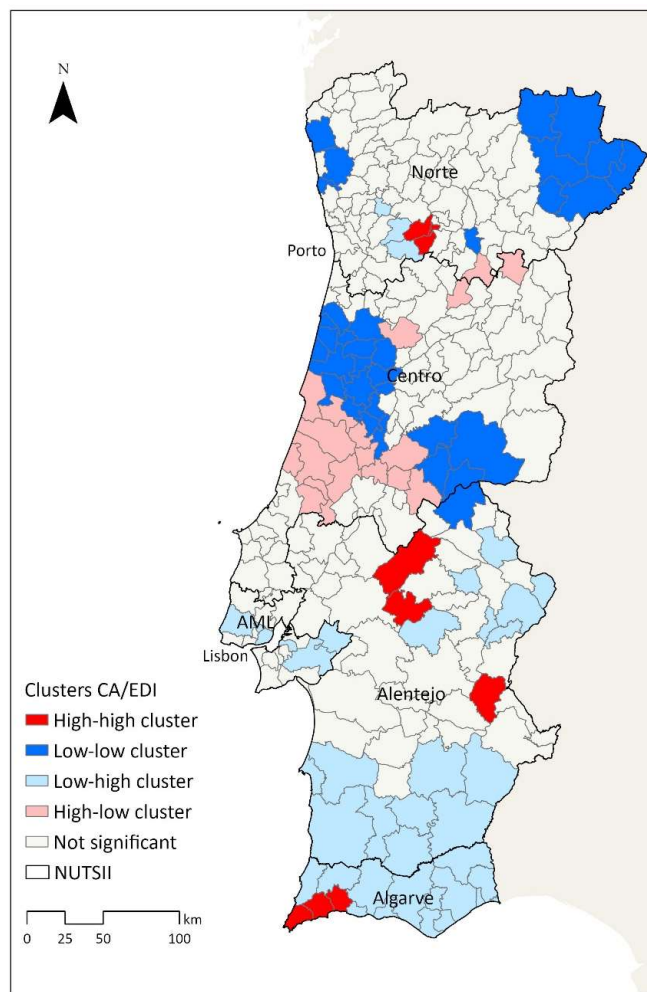 N
Norte
Porto
Centro
AML
Lisbon
Alentejo
Clusters CA/EDI
High-high cluster
Low-low cluster
Low-high cluster
High-low cluster
Not significant
NUTSII
Algarve
km
0 25 50 100